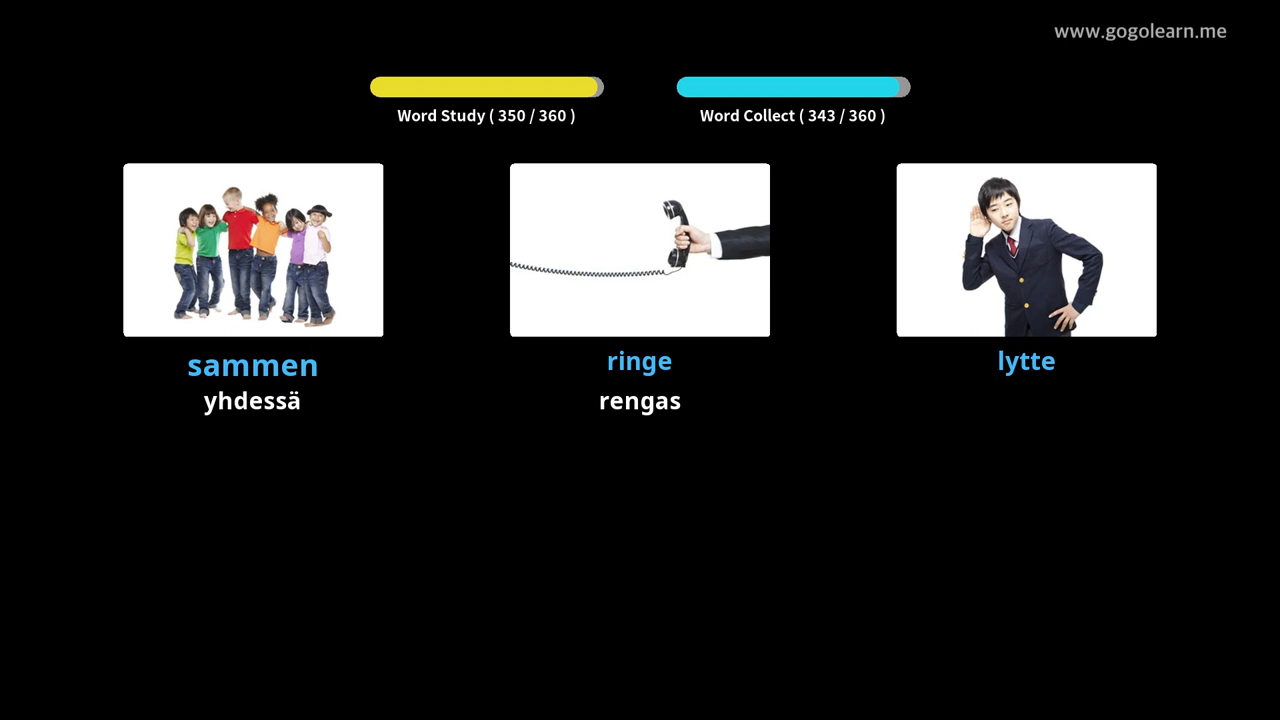 www.gogolearn.me
Word Study ( 350 / 360 )
Word Collect ( 343 / 360 )
sammen
yhdessä
ringe
rengas
lytte